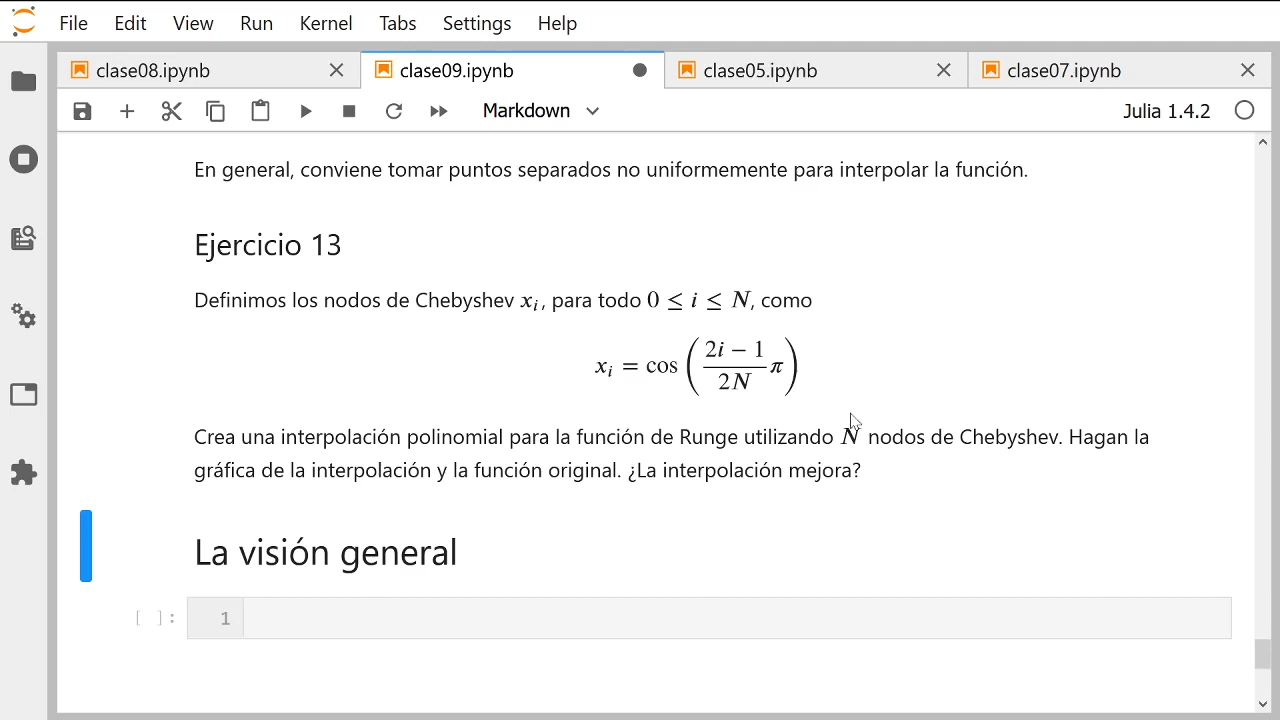 File Edit View Run Kernel Tabs Settings Help
clase08.ipynb clase09.ipynb clase05.ipynb clase07.ipynb
Markdown Julia 1.4.2
En general, conviene tomar puntos separados no uniformemente para interpolar la función.
Ejercicio 13
Definimos los nodos de Chebyshev xᵢ, para todo 0 ≤ i ≤ N, como
xᵢ = cos ( (2i − 1)/(2N) π )
Crea una interpolación polinomial para la función de Runge utilizando N nodos de Chebyshev. Hagan la
gráfica de la interpolación y la función original. ¿La interpolación mejora?
La visión general
[ ]: 1